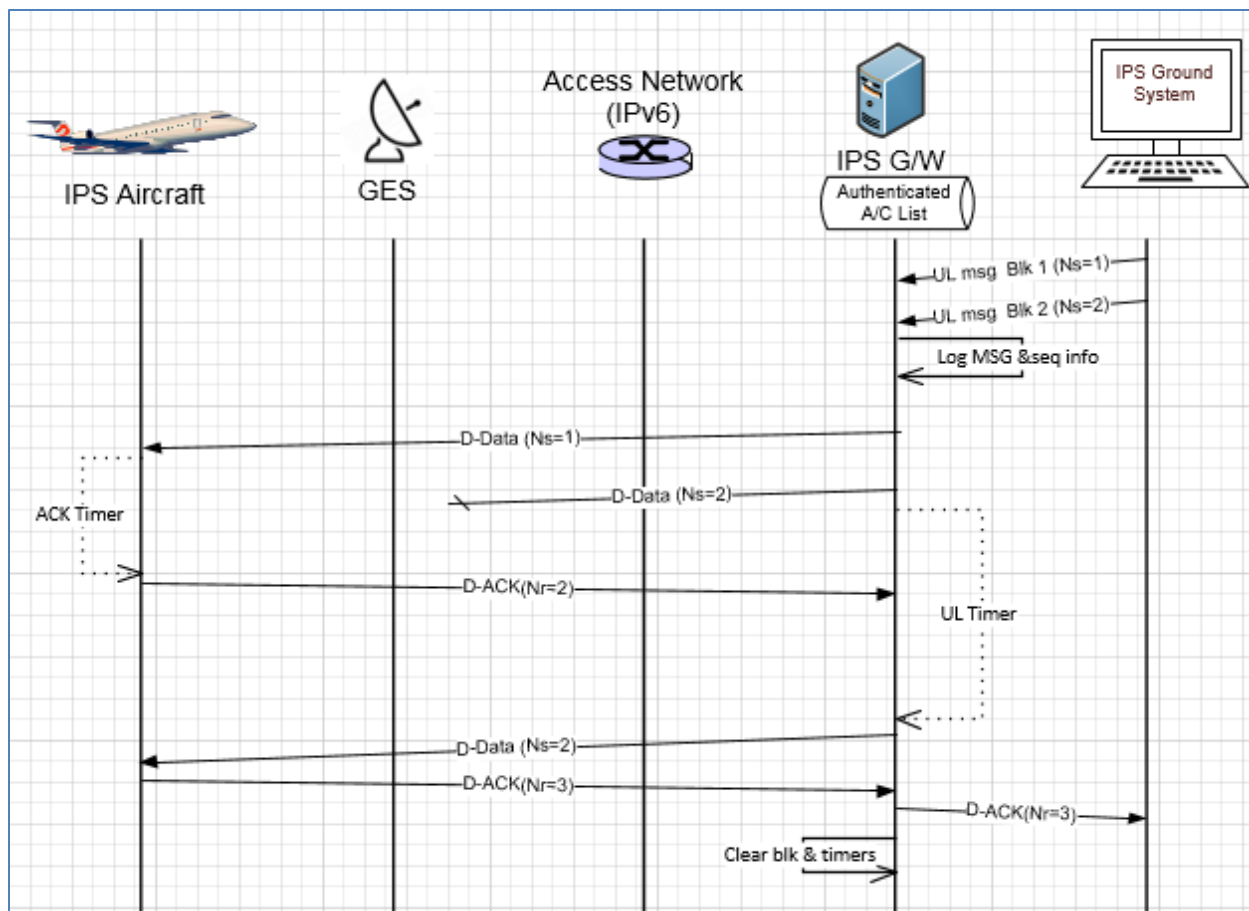 IPS Aircraft
GES
Access Network
(IPv6)
IPS G/W
Authenticated
A/C List
IPS Ground
System
UL msg Blk 1 (Ns=1)
UL msg Blk 2 (Ns=2)
Log MSG &seq info
D-Data (Ns=1)
D-Data (Ns=2)
ACK Timer
D-ACK(Nr=2)
UL Timer
D-Data (Ns=2)
D-ACK(Nr=3)
D-ACK(Nr=3)
Clear blk & timers